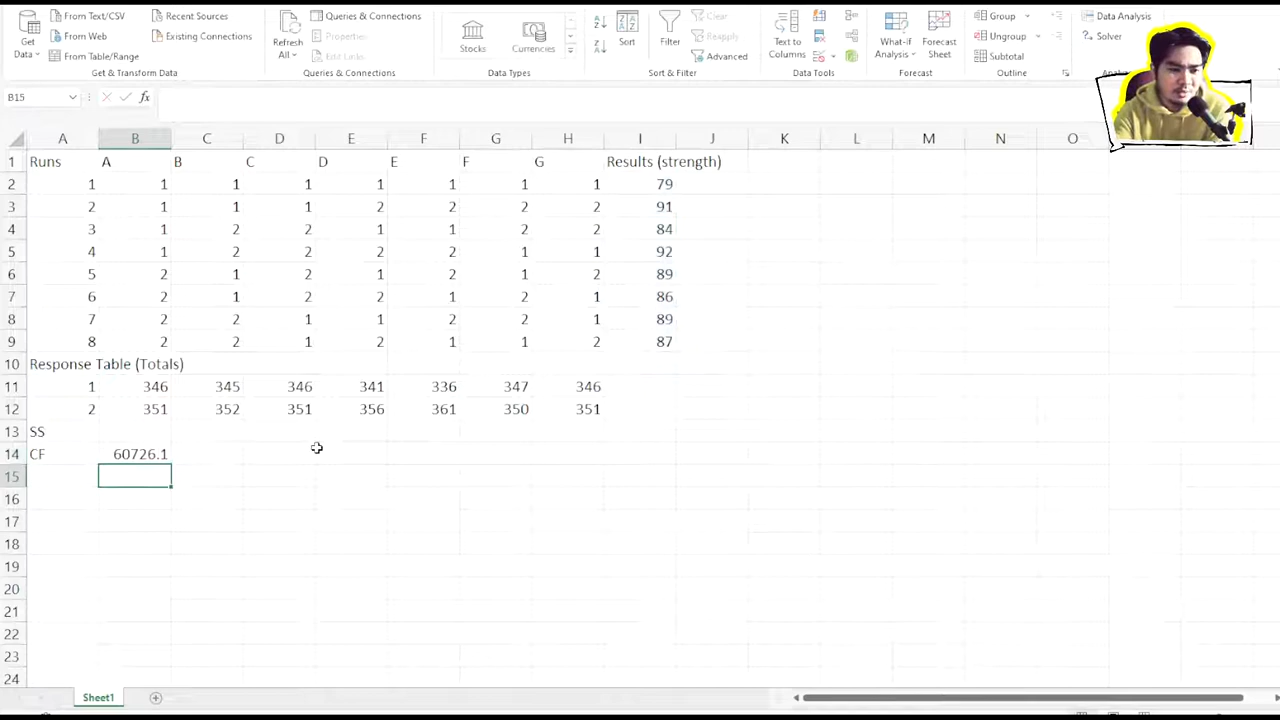 From Text/CSV Recent Sources Queries & Connections Clear Group Data Analysis
From Web Existing Connections Properties Reapply Ungroup Solver
Get Data From Table/Range Refresh All Edit Links Stocks Currencies Sort Filter Advanced Text to Columns What-If Analysis Forecast Sheet Subtotal
Get & Transform Data Queries & Connections Data Types Sort & Filter Data Tools Forecast Outline
B15 fx
A B C D E F G H I J K L M N O
1 Runs A B C D E F G Results (strength)
2 1 1 1 1 1 1 1 1 79
3 2 1 1 1 2 2 2 2 91
4 3 1 2 2 1 1 2 2 84
5 4 1 2 2 2 2 1 1 92
6 5 2 1 2 1 2 1 2 89
7 6 2 1 2 2 1 2 1 86
8 7 2 2 1 1 2 2 1 89
9 8 2 2 1 2 1 1 2 87
10 Response Table (Totals)
11 1 346 345 346 341 336 347 346
12 2 351 352 351 356 361 350 351
13 SS
14 CF 60726.1
15
16
17
18
19
20
21
22
23
24
Sheet1